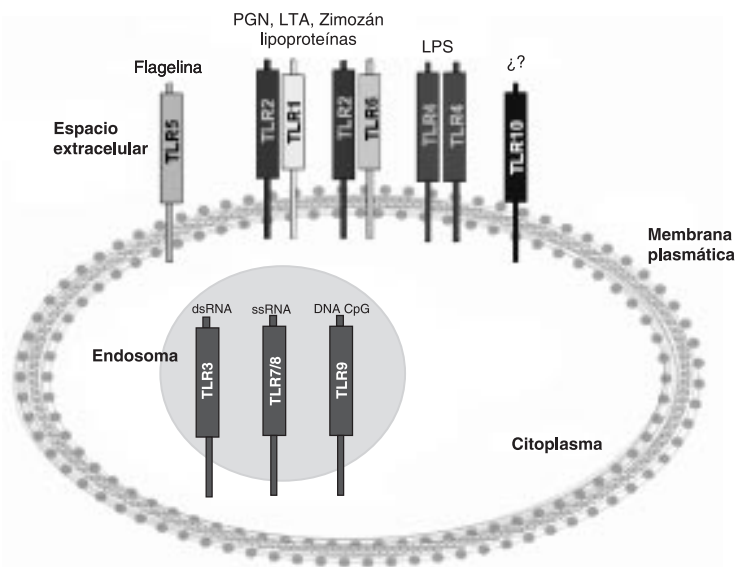 PGN, LTA, Zimozán
lipoproteínas
LPS
¿?
Flagelina
TLR5
TLR2
TLR1
TLR2
TLR6
TLR4
TLR4
TLR10
Espacio
extracelular
Membrana
plasmática
dsRNA
ssRNA
DNA CpG
Endosoma
TLR3
TLR7/8
TLR9
Citoplasma